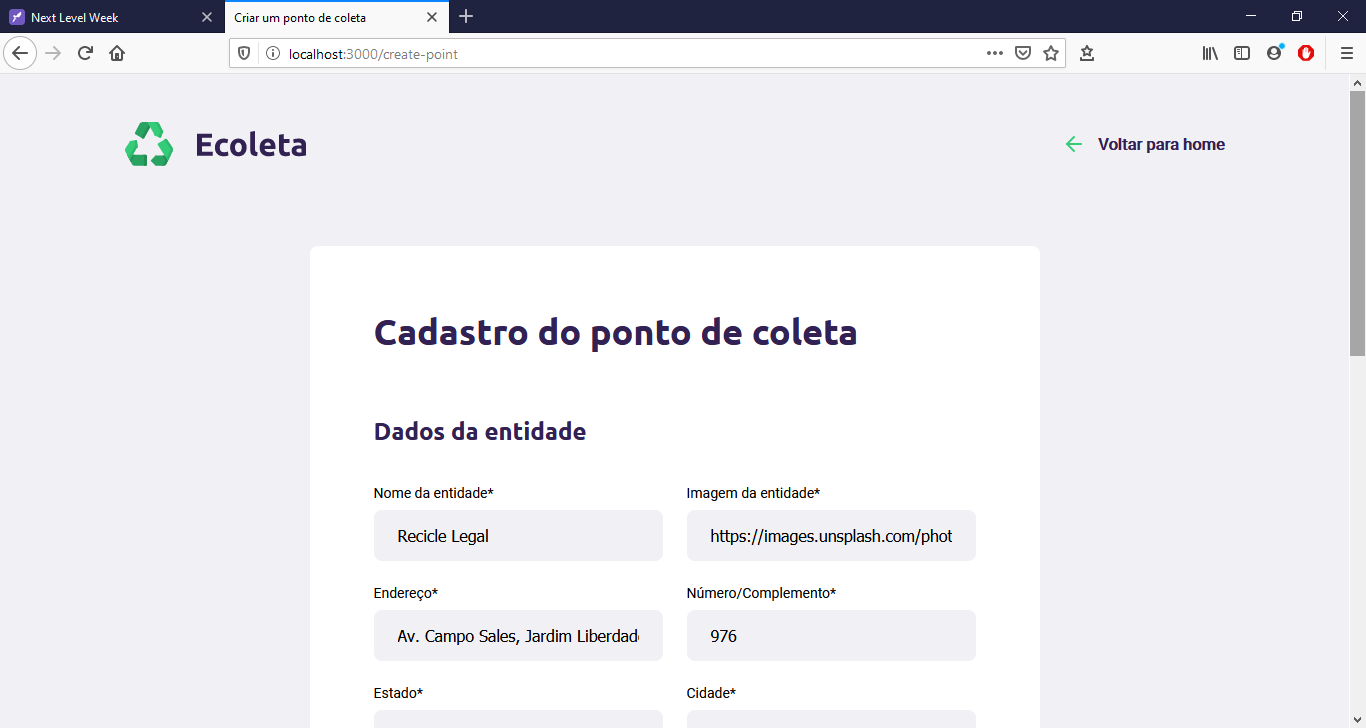 Next Level Week
Criar um ponto de coleta
localhost:3000/create-point
Ecoleta
Voltar para home
Cadastro do ponto de coleta
Dados da entidade
Nome da entidade* Imagem da entidade*
Recicle Legal https://images.unsplash.com/phot
Endereço* Número/Complemento*
Av. Campo Sales, Jardim Liberdade 976
Estado* Cidade*